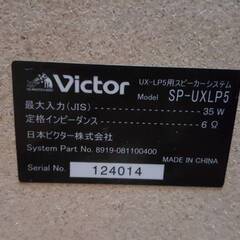 Victor
UX-LP5用スピーカーシステム
Model SP-UXLP5
最大入力(JIS) 35W
定格インピーダンス 6Ω
日本ビクター株式会社
System Part No. 8919-081100400
MADE IN CHINA
Serial No. 124014